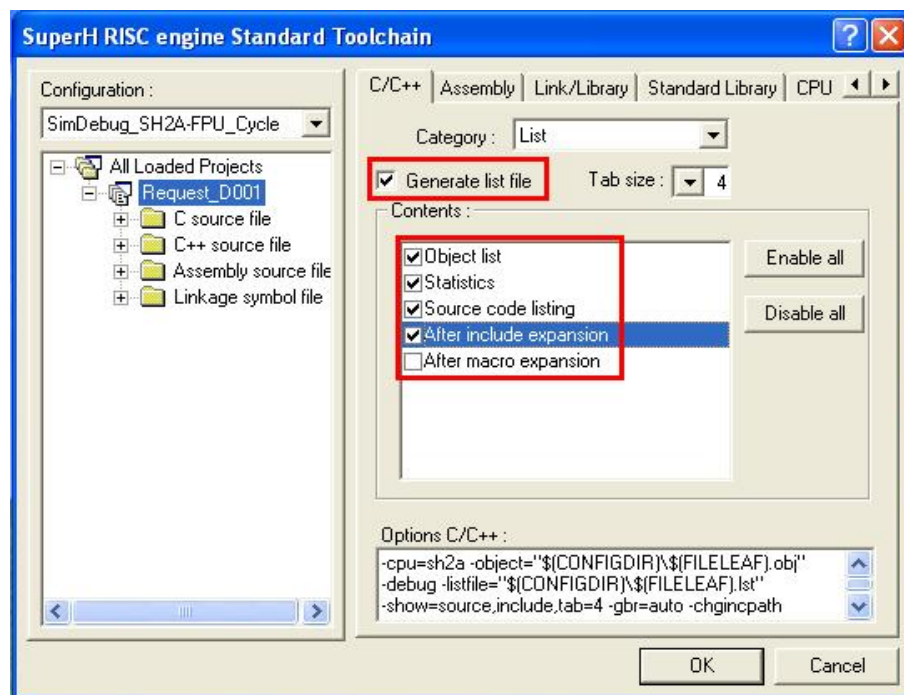 SuperH RISC engine Standard Toolchain
Configuration :
SimDebug_SH2A-FPU_Cycle
All Loaded Projects
Request_D001
C source file
C++ source file
Assembly source file
Linkage symbol file
C/C++ Assembly Link/Library Standard Library CPU
Category : List
Generate list file Tab size : 4
Contents :
Object list
Statistics
Source code listing
After include expansion
After macro expansion
Enable all
Disable all
Options C/C++ :
-cpu=sh2a -object="$(CONFIGDIR)\$(FILELEAF).obj"
-debug -listfile="$(CONFIGDIR)\$(FILELEAF).lst"
-show=source,include,tab=4 -gbr=auto -chgincpath
OK Cancel